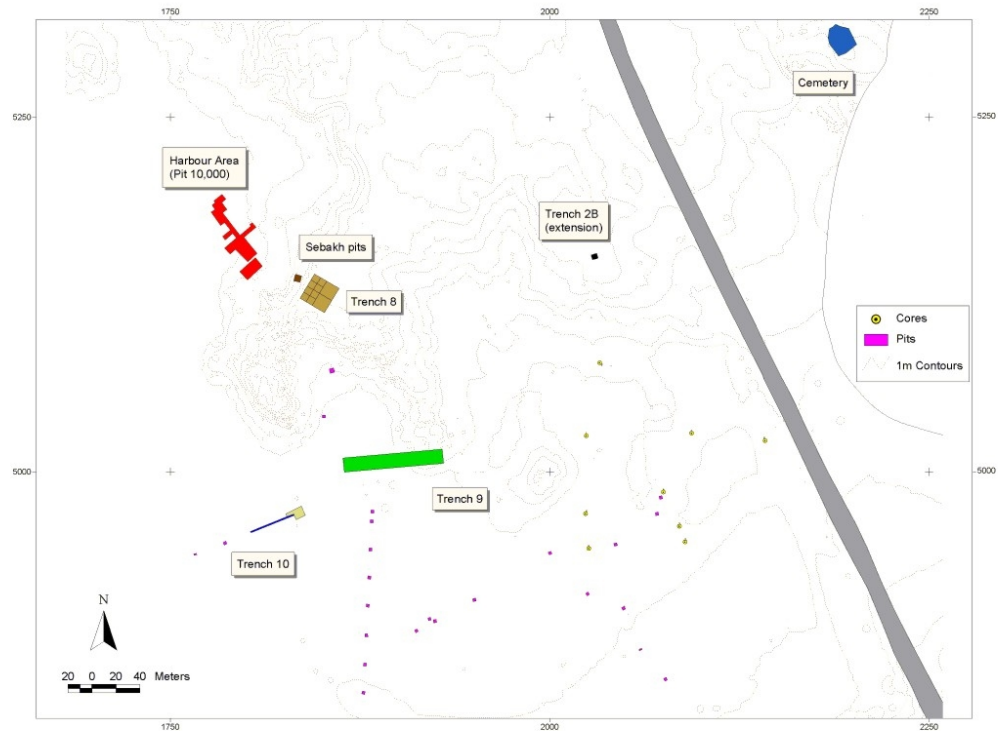 1750
2000
2250
Cemetery
5250
5250
Harbour Area
(Pit 10,000)
Trench 2B
(extension)
Sebakh pits
Trench 8
Cores
Pits
1m Contours
5000
5000
Trench 9
Trench 10
N
20 0 20 40 Meters
1750
2000
2250